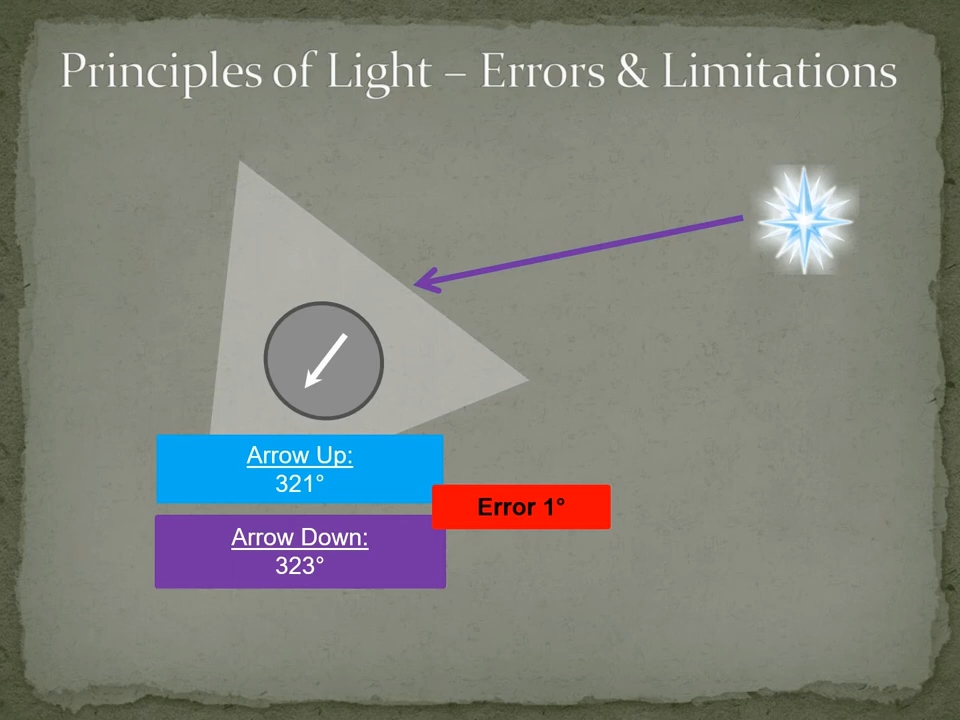 Principles of Light – Errors & Limitations
Arrow Up:
321°
Error 1°
Arrow Down:
323°